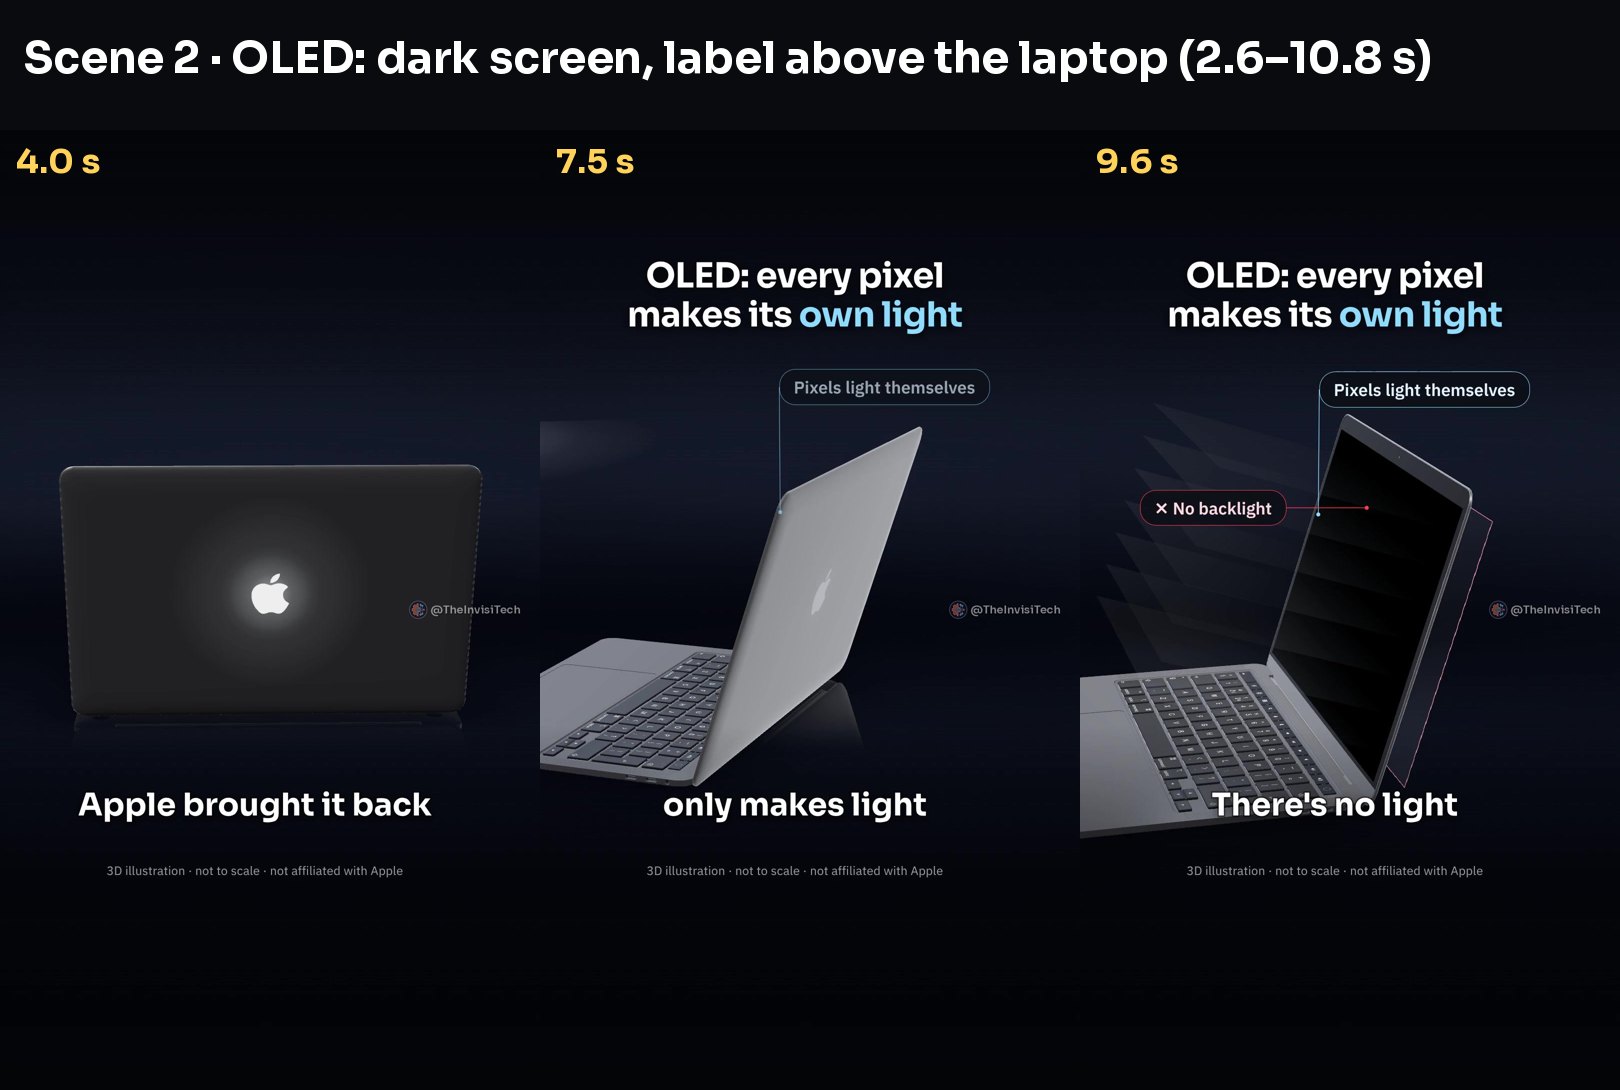 Scene 2 · OLED: dark screen, label above the laptop (2.6–10.8 s)
4.0 s
@TheInvisiTech
Apple brought it back
3D illustration · not to scale · not affiliated with Apple
7.5 s
OLED: every pixel
makes its own light
Pixels light themselves
@TheInvisiTech
only makes light
3D illustration · not to scale · not affiliated with Apple
9.6 s
OLED: every pixel
makes its own light
Pixels light themselves
✕ No backlight
@TheInvisiTech
There's no light
3D illustration · not to scale · not affiliated with Apple